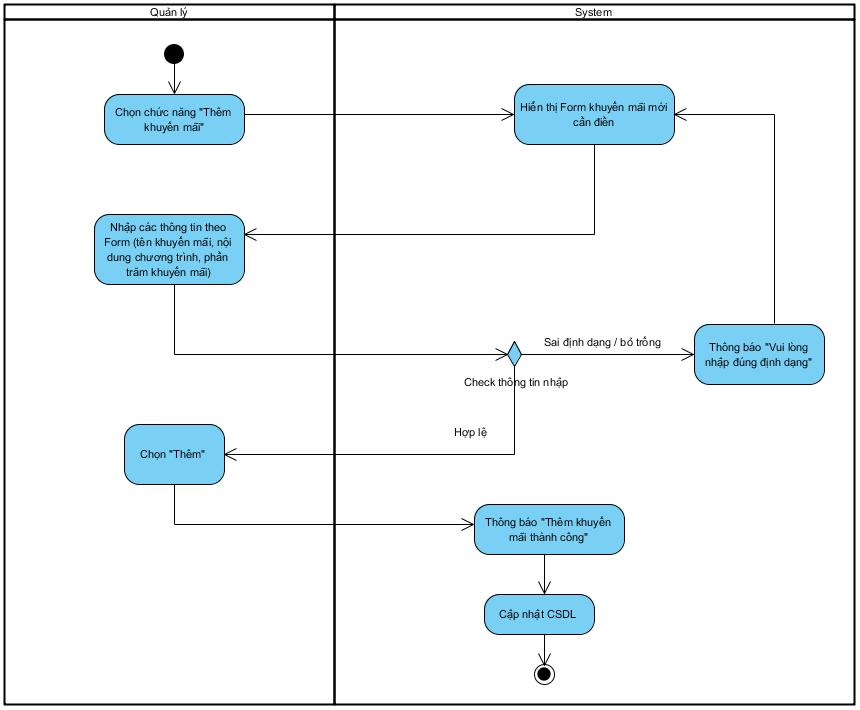 Quản lý
System
Chọn chức năng "Thêm
khuyến mãi"
Hiển thị Form khuyến mãi mới
cần điền
Nhập các thông tin theo
Form (tên khuyến mãi, nội
dung chương trình, phần
trăm khuyến mãi)
Sai định dạng / bỏ trống
Thông báo "Vui lòng
nhập đúng định dạng"
Check thông tin nhập
Hợp lệ
Chọn "Thêm"
Thông báo "Thêm khuyến
mãi thành công"
Cập nhật CSDL